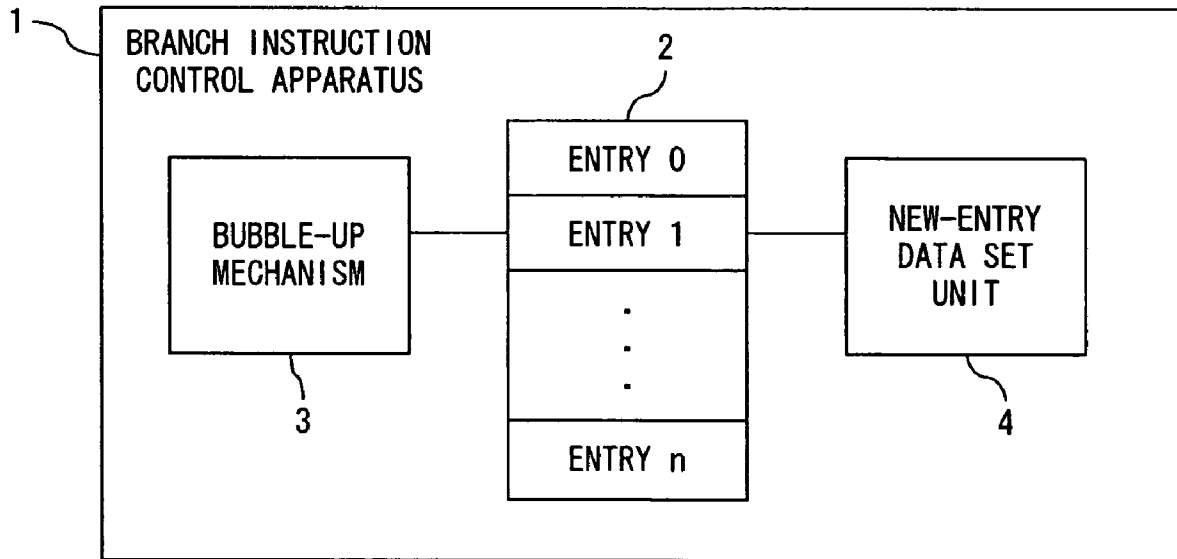 1
BRANCH INSTRUCTION
CONTROL APPARATUS
2
ENTRY 0
ENTRY 1
ENTRY n
BUBBLE-UP
MECHANISM
3
NEW-ENTRY
DATA SET
UNIT
4